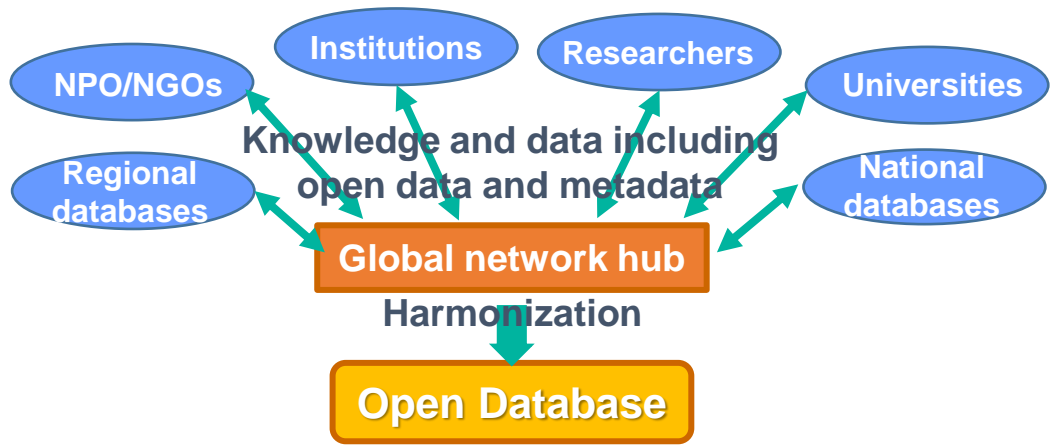 Institutions
Researchers
NPO/NGOs
Universities
Knowledge and data including
open data and metadata
Regional
databases
National
databases
Global network hub
Harmonization
Open Database